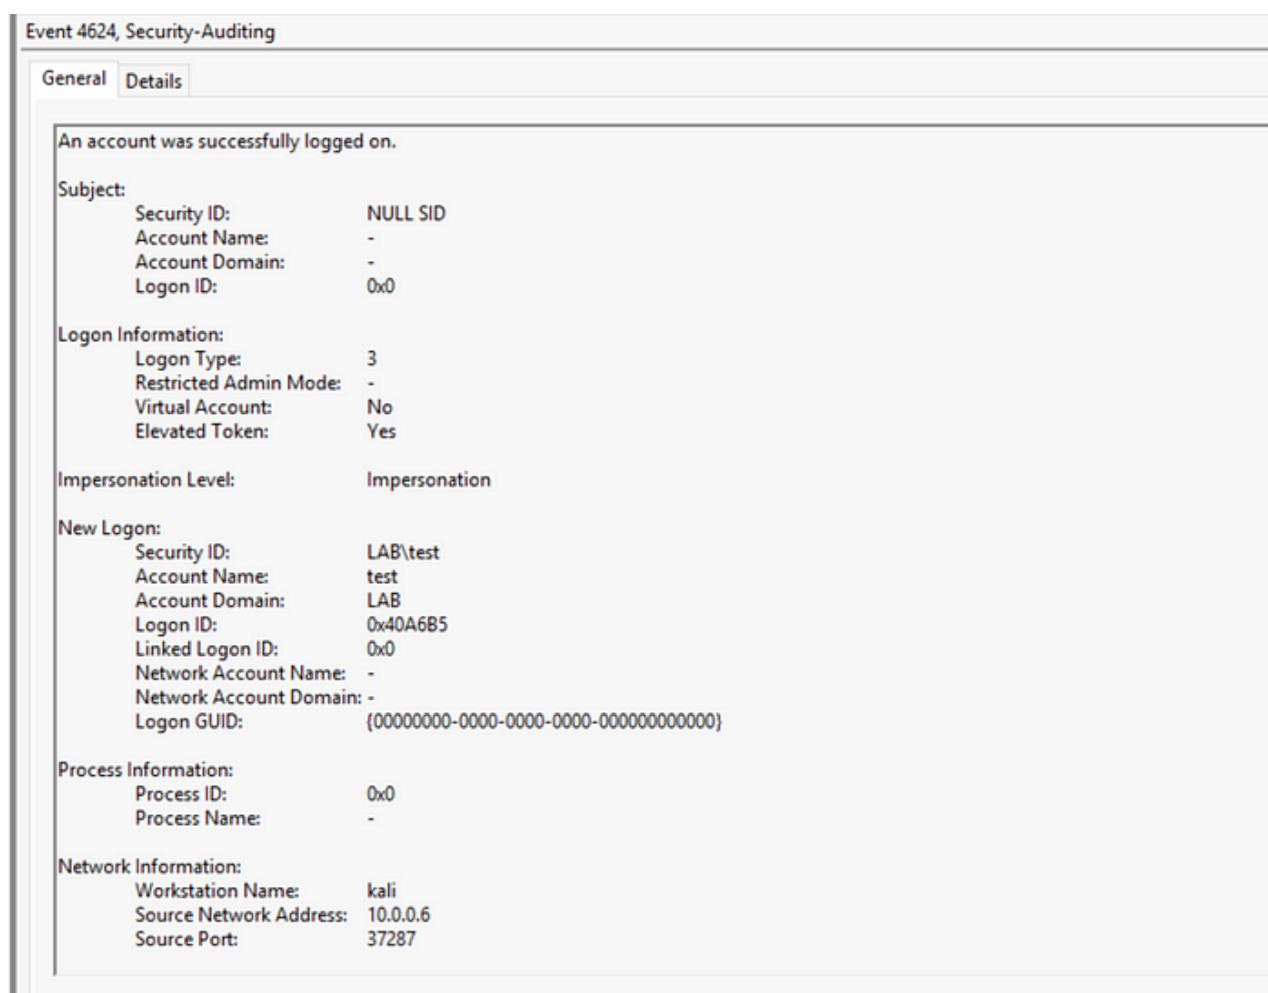 Event 4624, Security-Auditing
General Details
An account was successfully logged on.
Subject:
Security ID: NULL SID
Account Name: -
Account Domain: -
Logon ID: 0x0
Logon Information:
Logon Type: 3
Restricted Admin Mode: -
Virtual Account: No
Elevated Token: Yes
Impersonation Level: Impersonation
New Logon:
Security ID: LAB\test
Account Name: test
Account Domain: LAB
Logon ID: 0x40A6B5
Linked Logon ID: 0x0
Network Account Name: -
Network Account Domain: -
Logon GUID: {00000000-0000-0000-0000-000000000000}
Process Information:
Process ID: 0x0
Process Name: -
Network Information:
Workstation Name: kali
Source Network Address: 10.0.0.6
Source Port: 37287